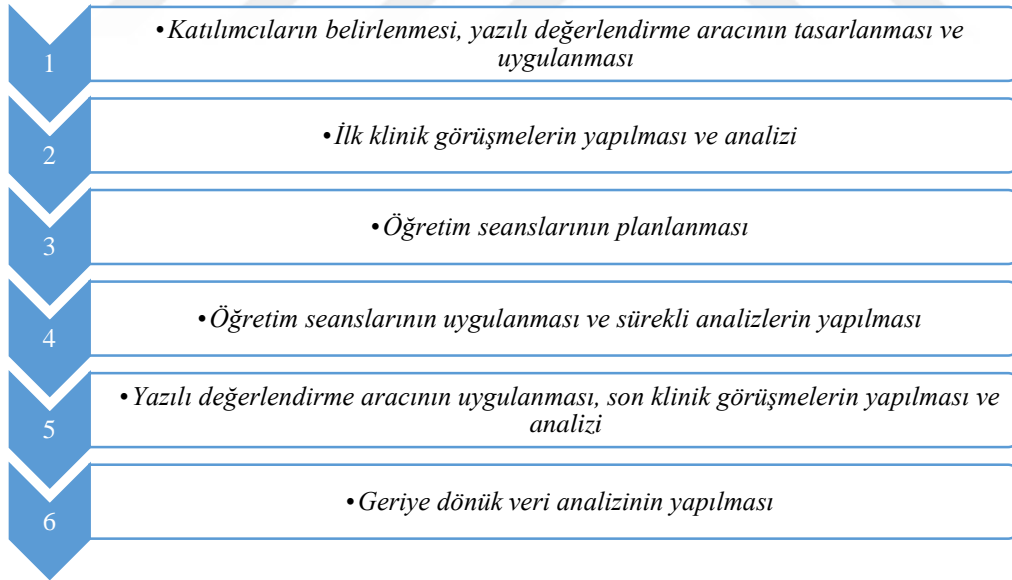 1
•Katılımcıların belirlenmesi, yazılı değerlendirme aracının tasarlanması ve
uygulanması
2
•İlk klinik görüşmelerin yapılması ve analizi
3
•Öğretim seanslarının planlanması
4
•Öğretim seanslarının uygulanması ve sürekli analizlerin yapılması
5
•Yazılı değerlendirme aracının uygulanması, son klinik görüşmelerin yapılması ve
analizi
6
•Geriye dönük veri analizinin yapılması